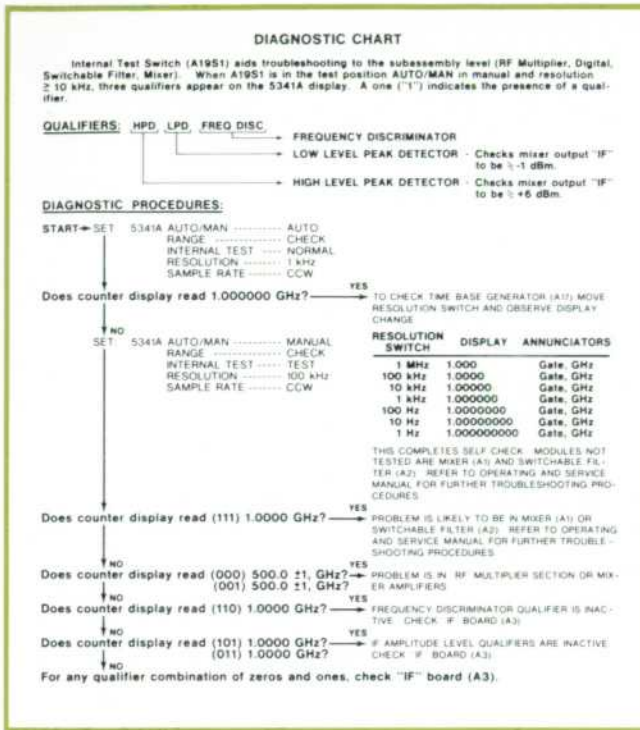 DIAGNOSTIC CHART
Internal Test Switch (A19S1) aids troubleshooting to the subassembly level (RF Multiplier, Digital,
Switchable Filter, Mixer). When A19S1 is in the test position AUTO/MAN in manual and resolution
≥ 10 kHz, three qualifiers appear on the 5341A display. A one ("1") indicates the presence of a qual-
ifier.
QUALIFIERS: HPD, LPD, FREQ DISC
FREQUENCY DISCRIMINATOR
LOW LEVEL PEAK DETECTOR - Checks mixer output "IF"
to be ≥ -1 dBm.
HIGH LEVEL PEAK DETECTOR - Checks mixer output "IF"
to be ≥ +6 dBm.
DIAGNOSTIC PROCEDURES:
START SET 5341A AUTO/MAN --------- AUTO
RANGE ------------ CHECK
INTERNAL TEST ----- NORMAL
RESOLUTION ------- 1 kHz
SAMPLE RATE ------ CCW
Does counter display read 1.000000 GHz? YES TO CHECK TIME BASE GENERATOR (A17) MOVE
RESOLUTION SWITCH AND OBSERVE DISPLAY
CHANGE
NO
SET: 5341A AUTO/MAN --------- MANUAL
RANGE ------------ CHECK
INTERNAL TEST ----- TEST
RESOLUTION ------- 100 kHz
SAMPLE RATE ------ CCW
RESOLUTION SWITCH DISPLAY ANNUNCIATORS
1 MHz 1.000 Gate, GHz
100 kHz 1.0000 Gate, GHz
10 kHz 1.00000 Gate, GHz
1 kHz 1.000000 Gate, GHz
100 Hz 1.0000000 Gate, GHz
10 Hz 1.00000000 Gate, GHz
1 Hz 1.000000000 Gate, GHz
THIS COMPLETES SELF CHECK MODULES NOT
TESTED ARE MIXER (A1) AND SWITCHABLE FIL-
TER (A2) REFER TO OPERATING AND SERVICE
MANUAL FOR FURTHER TROUBLESHOOTING PRO-
CEDURES
Does counter display read (111) 1.0000 GHz? YES PROBLEM IS LIKELY TO BE IN MIXER (A1) OR
SWITCHABLE FILTER (A2) REFER TO OPERATING
AND SERVICE MANUAL FOR FURTHER TROUBLE-
SHOOTING PROCEDURES
NO
Does counter display read (000) 500.0 ±1, GHz? YES PROBLEM IS IN RF MULTIPLIER SECTION OR MIX-
(001) 500.0 ±1, GHz? ER AMPLIFIERS
NO
Does counter display read (110) 1.0000 GHz? YES FREQUENCY DISCRIMINATOR QUALIFIER IS INAC-
TIVE CHECK IF BOARD (A3)
NO
Does counter display read (101) 1.0000 GHz? YES IF AMPLITUDE LEVEL QUALIFIERS ARE INACTIVE
(011) 1.0000 GHz? CHECK IF BOARD (A3)
NO
For any qualifier combination of zeros and ones, check "IF" board (A3).